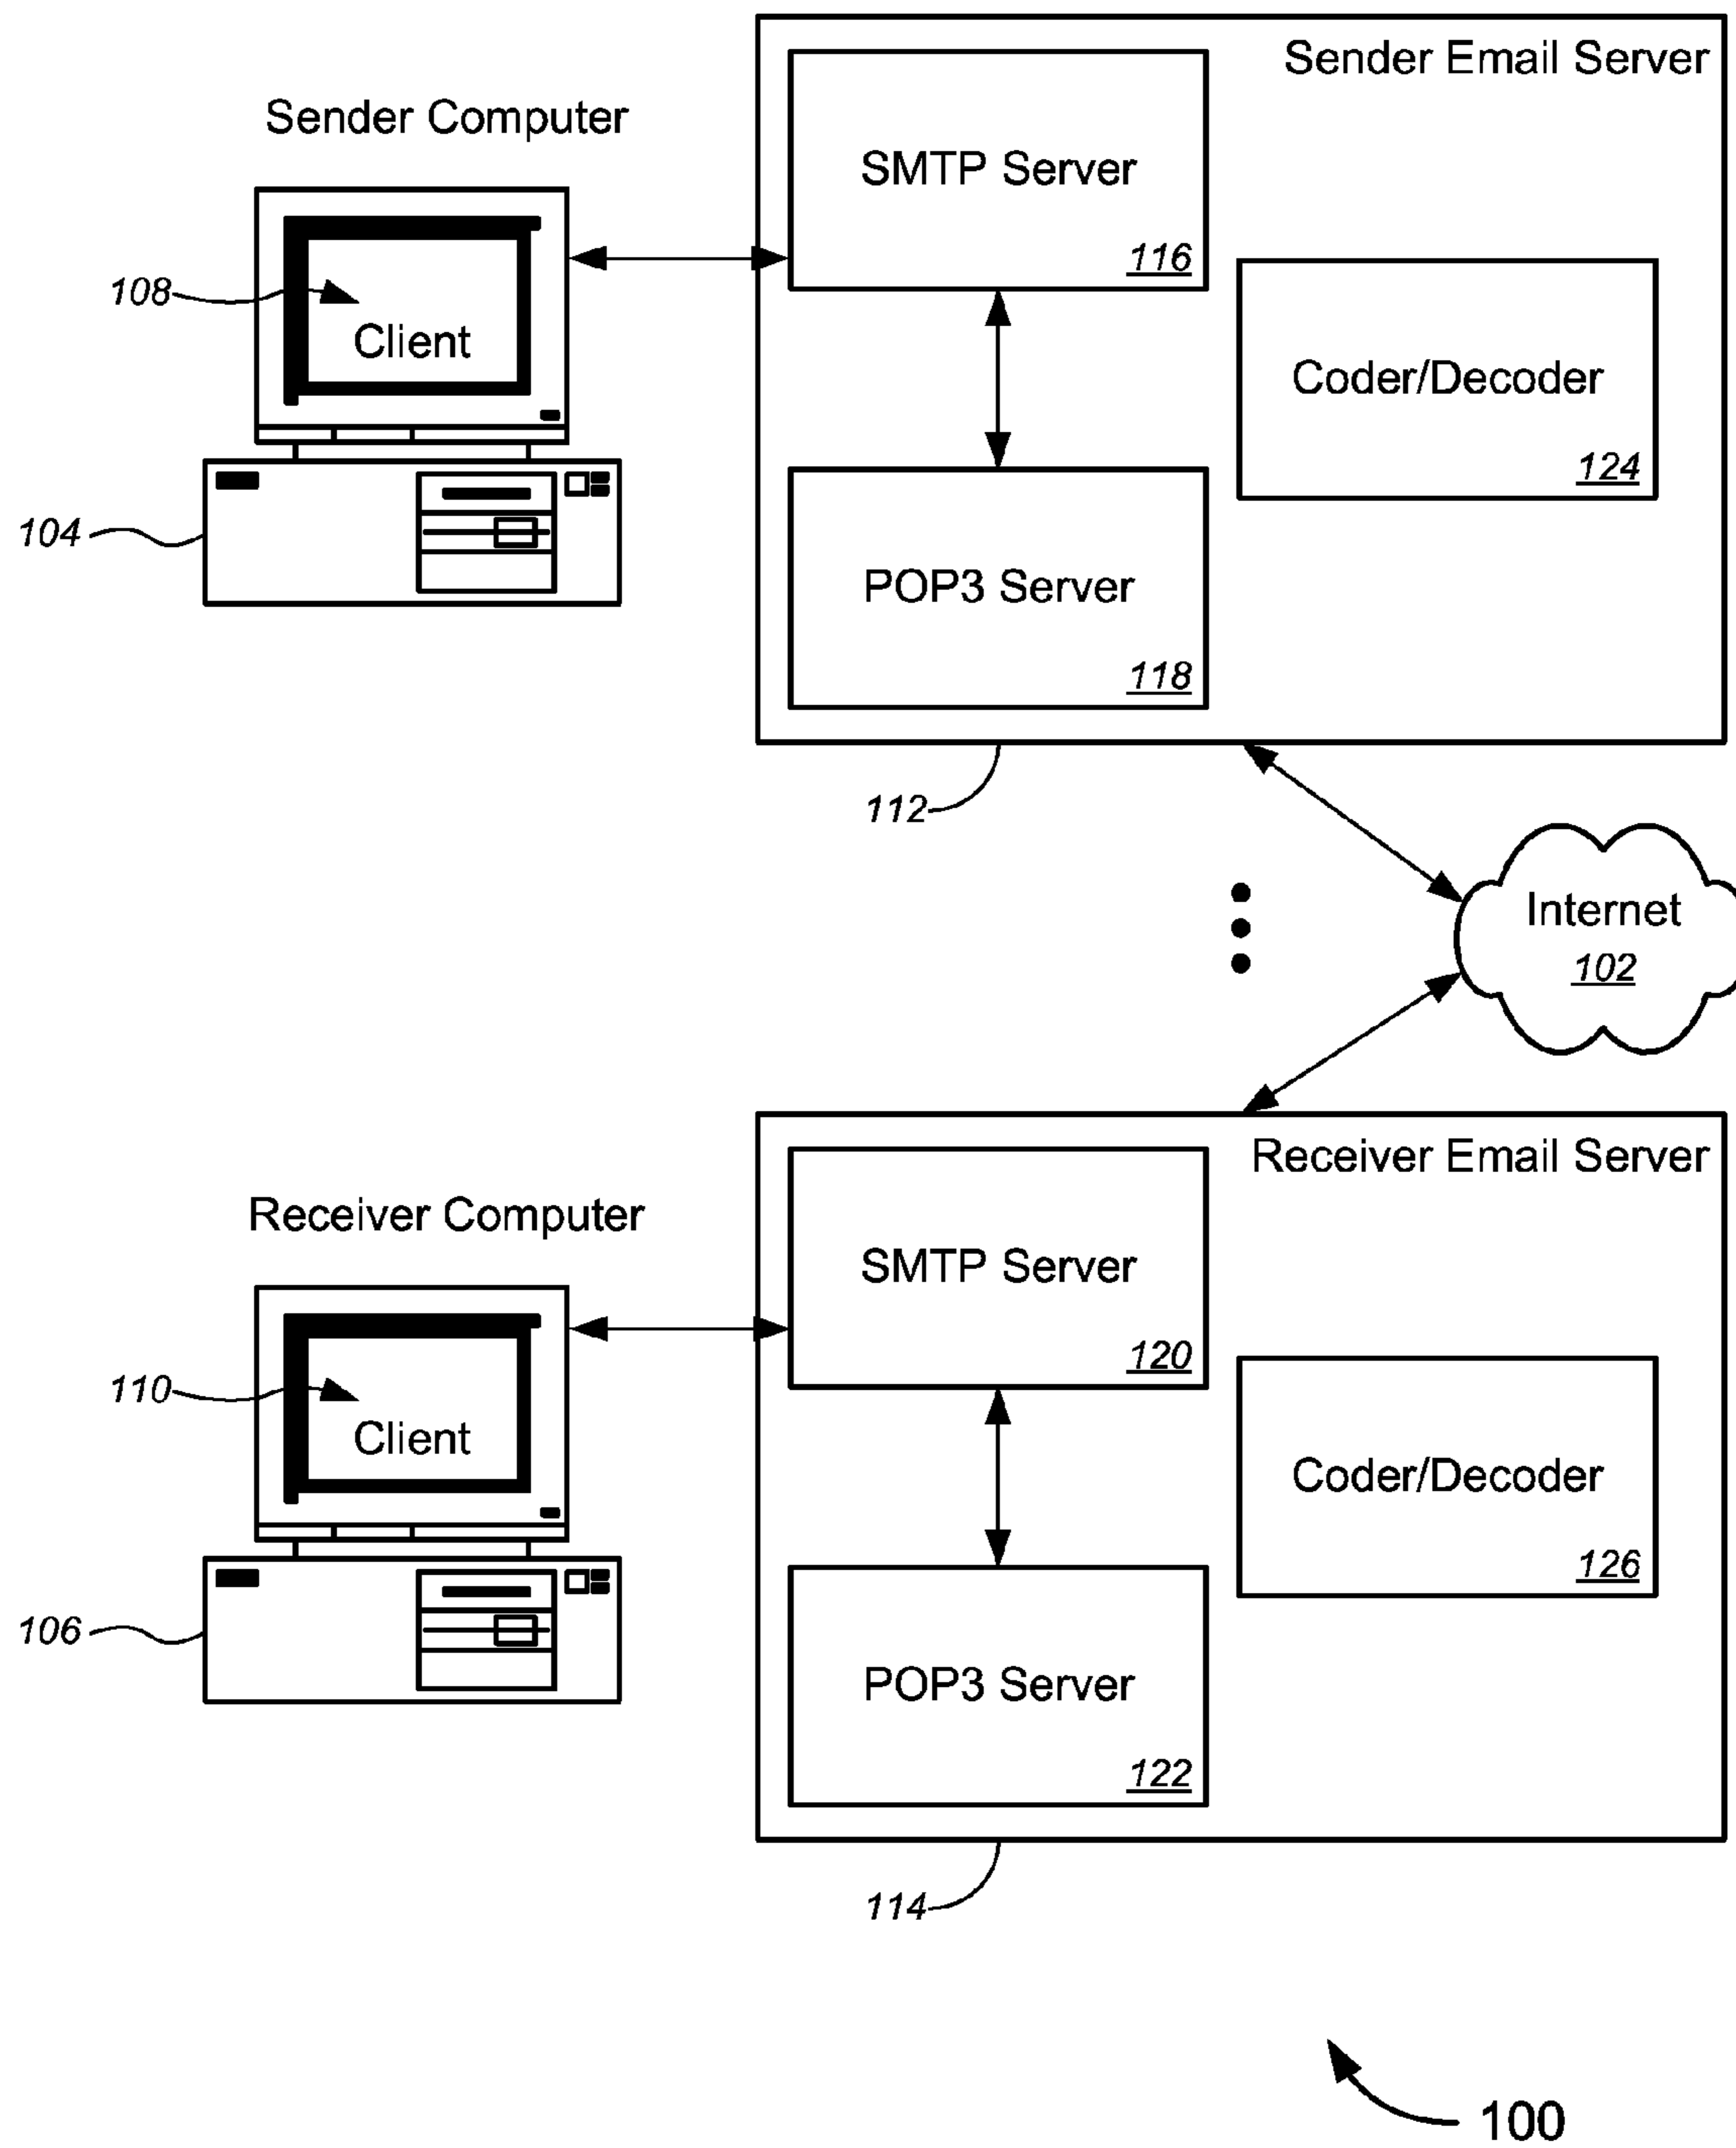 Sender Email Server
Sender Computer
SMTP Server
116
108
Client
Coder/Decoder
124
104
POP3 Server
118
112
Internet
102
Receiver Email Server
Receiver Computer
SMTP Server
120
110
Client
Coder/Decoder
126
106
POP3 Server
122
114
100